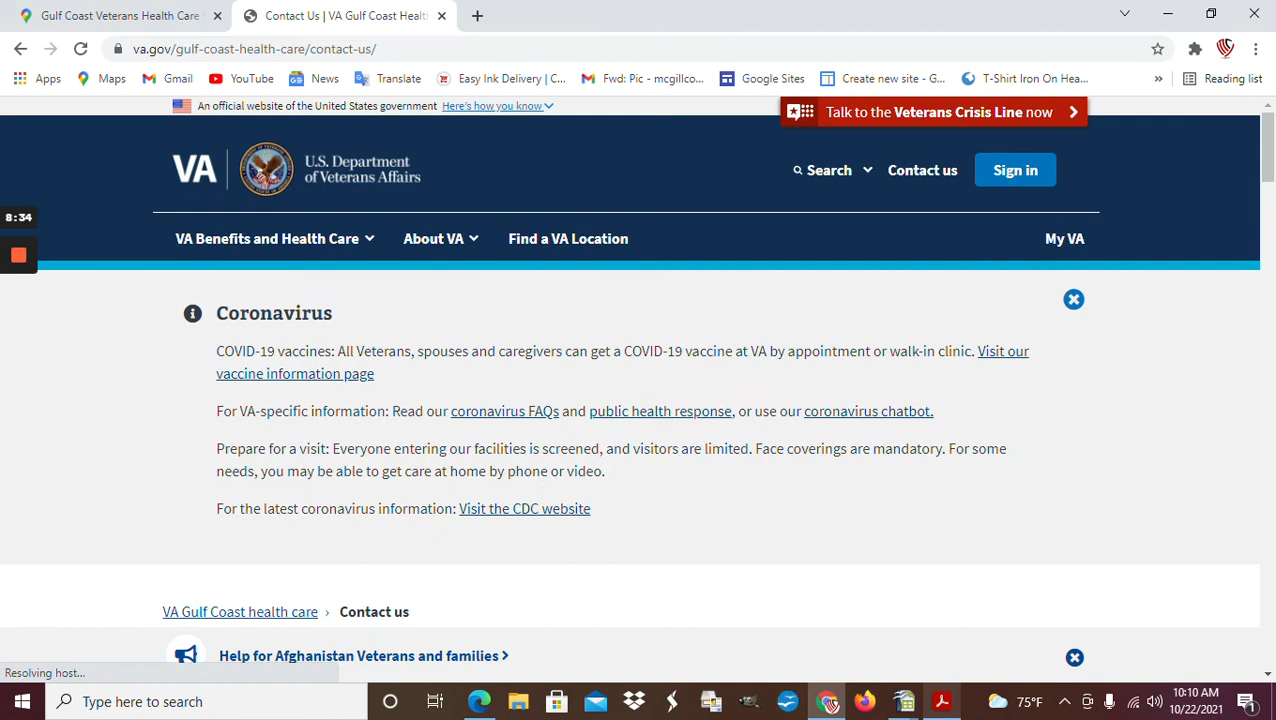 Gulf Coast Veterans Health Care
Contact Us | VA Gulf Coast Healt
va.gov/gulf-coast-health-care/contact-us/
Apps
Maps
Gmail
YouTube
News
Translate
Easy Ink Delivery | C...
Fwd: Pic - mcgillco...
Google Sites
Create new site - G...
T-Shirt Iron On Hea...
»
Reading list
An official website of the United States government Here's how you know
Talk to the Veterans Crisis Line now
VA
U.S. Department
of Veterans Affairs
Search
Contact us
Sign in
8:34
VA Benefits and Health Care
About VA
Find a VA Location
My VA
Coronavirus
COVID-19 vaccines: All Veterans, spouses and caregivers can get a COVID-19 vaccine at VA by appointment or walk-in clinic. Visit our
vaccine information page
For VA-specific information: Read our coronavirus FAQs and public health response, or use our coronavirus chatbot.
Prepare for a visit: Everyone entering our facilities is screened, and visitors are limited. Face coverings are mandatory. For some
needs, you may be able to get care at home by phone or video.
For the latest coronavirus information: Visit the CDC website
VA Gulf Coast health care › Contact us
Help for Afghanistan Veterans and families
Resolving host...
Type here to search
75°F
10:10 AM
10/22/2021
1